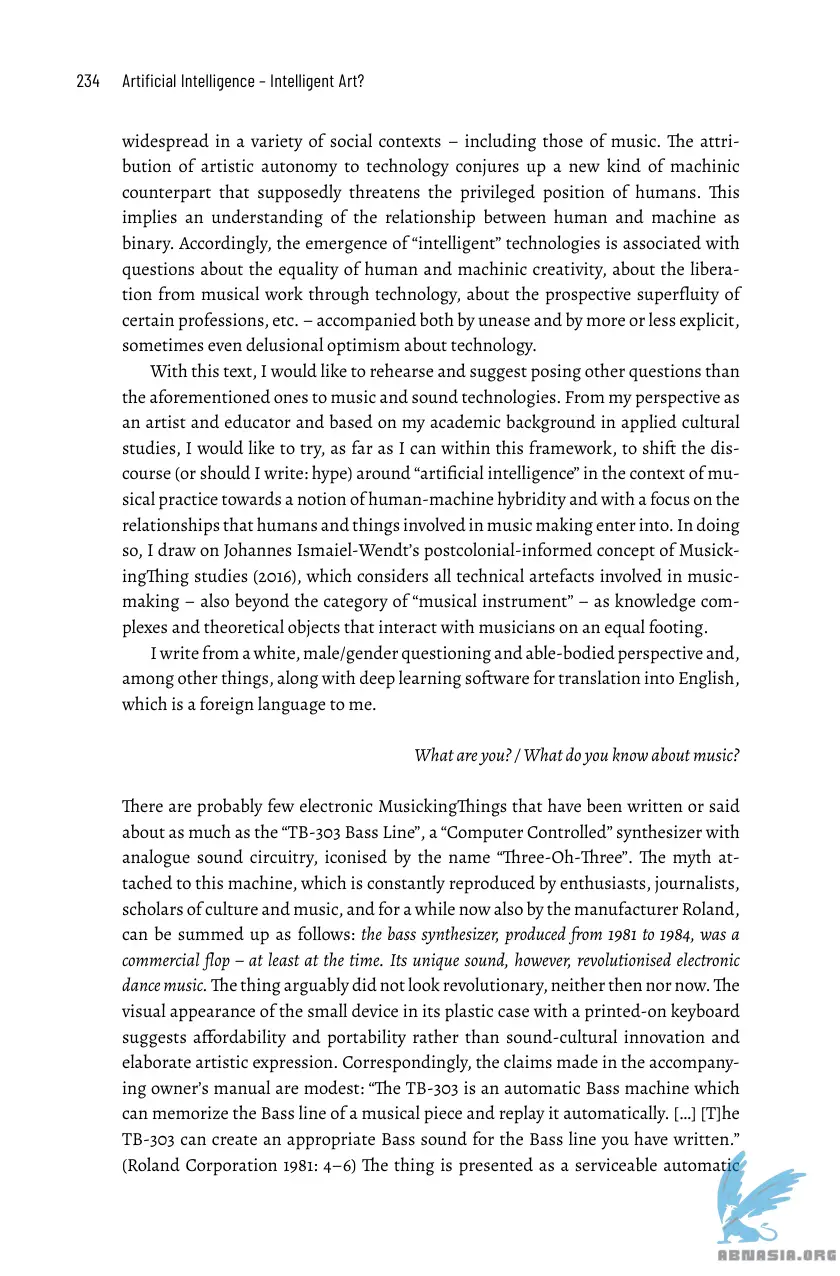 234 Artificial Intelligence – Intelligent Art?
widespread in a variety of social contexts – including those of music. The attri-
bution of artistic autonomy to technology conjures up a new kind of machinic
counterpart that supposedly threatens the privileged position of humans. This
implies an understanding of the relationship between human and machine as
binary. Accordingly, the emergence of “intelligent” technologies is associated with
questions about the equality of human and machinic creativity, about the libera-
tion from musical work through technology, about the prospective superfluity of
certain professions, etc. – accompanied both by unease and by more or less explicit,
sometimes even delusional optimism about technology.
With this text, I would like to rehearse and suggest posing other questions than
the aforementioned ones to music and sound technologies. From my perspective as
an artist and educator and based on my academic background in applied cultural
studies, I would like to try, as far as I can within this framework, to shift the dis-
course (or should I write: hype) around “artificial intelligence” in the context of mu-
sical practice towards a notion of human-machine hybridity and with a focus on the
relationships that humans and things involved in music making enter into. In doing
so, I draw on Johannes Ismaiel-Wendt’s postcolonial-informed concept of Musick-
ingThing studies (2016), which considers all technical artefacts involved in music-
making – also beyond the category of “musical instrument” – as knowledge com-
plexes and theoretical objects that interact with musicians on an equal footing.
I write from a white, male/gender questioning and able-bodied perspective and,
among other things, along with deep learning software for translation into English,
which is a foreign language to me.
What are you? / What do you know about music?
There are probably few electronic MusickingThings that have been written or said
about as much as the “TB-303 Bass Line”, a “Computer Controlled” synthesizer with
analogue sound circuitry, iconised by the name “Three-Oh-Three”. The myth at-
tached to this machine, which is constantly reproduced by enthusiasts, journalists,
scholars of culture and music, and for a while now also by the manufacturer Roland,
can be summed up as follows: the bass synthesizer, produced from 1981 to 1984, was a
commercial flop – at least at the time. Its unique sound, however, revolutionised electronic
dance music. The thing arguably did not look revolutionary, neither then nor now. The
visual appearance of the small device in its plastic case with a printed-on keyboard
suggests affordability and portability rather than sound-cultural innovation and
elaborate artistic expression. Correspondingly, the claims made in the accompany-
ing owner’s manual are modest: “The TB-303 is an automatic Bass machine which
can memorize the Bass line of a musical piece and replay it automatically. […] [T]he
TB-303 can create an appropriate Bass sound for the Bass line you have written.”
(Roland Corporation 1981: 4–6) The thing is presented as a serviceable automatic
ABNASIA.ORG